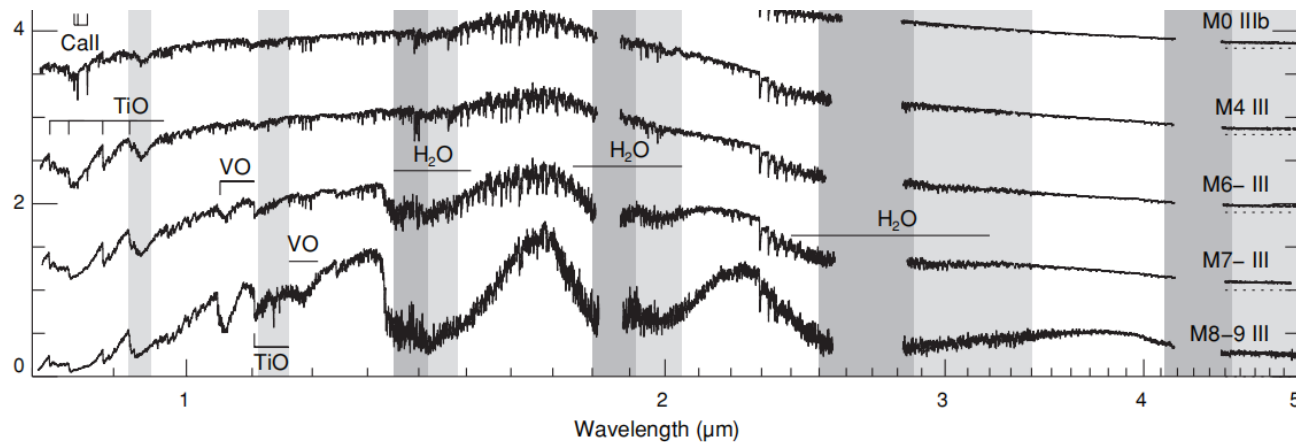 4
CaII
M0 IIIb
TiO
M4 III
VO
H₂O
H₂O
M6– III
2
H₂O
VO
M7– III
M8–9 III
TiO
0
1
2
3
4
5
Wavelength (µm)